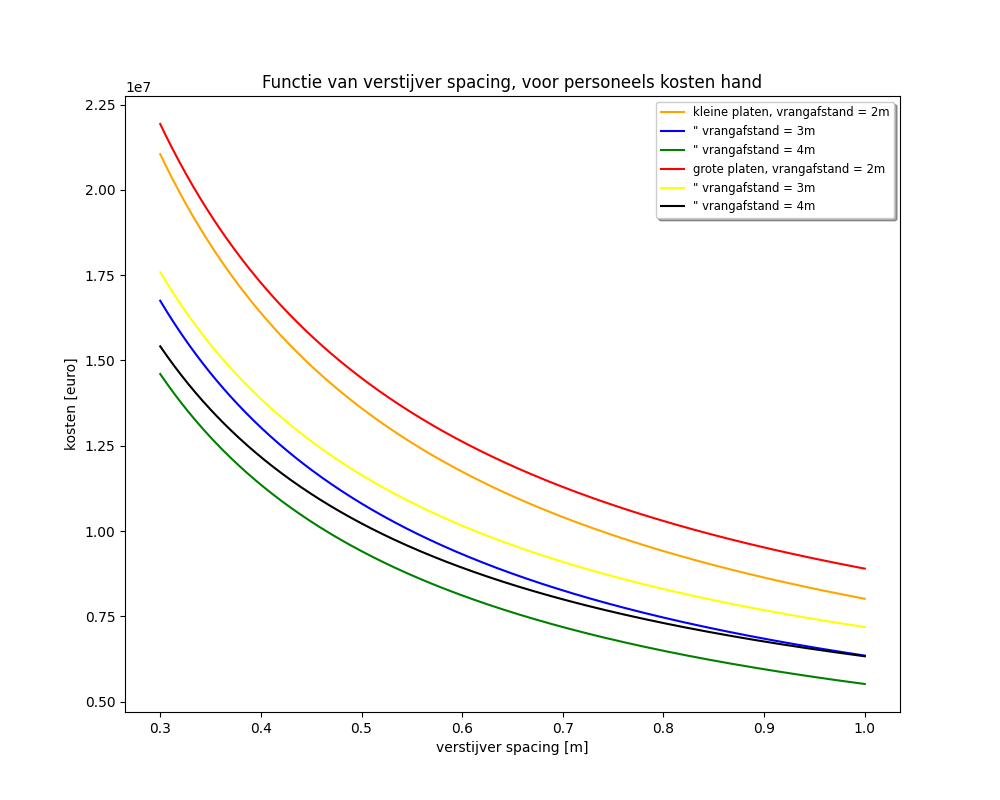 Functie van verstijver spacing, voor personeels kosten hand
1e7
2.25
2.00
1.75
1.50
1.25
1.00
0.75
0.50
kosten [euro]
kleine platen, vrangafstand = 2m
" vrangafstand = 3m
" vrangafstand = 4m
grote platen, vrangafstand = 2m
" vrangafstand = 3m
" vrangafstand = 4m
0.3 0.4 0.5 0.6 0.7 0.8 0.9 1.0
verstijver spacing [m]